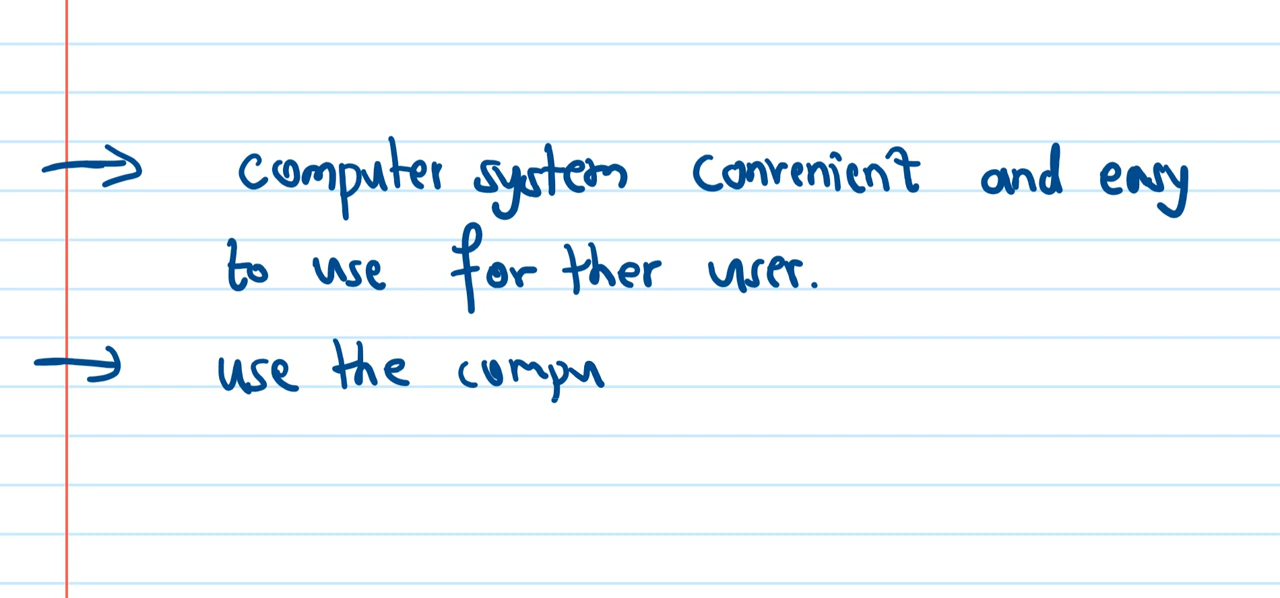 → computer system convenient and easy
to use for ther user.
→ use the compu